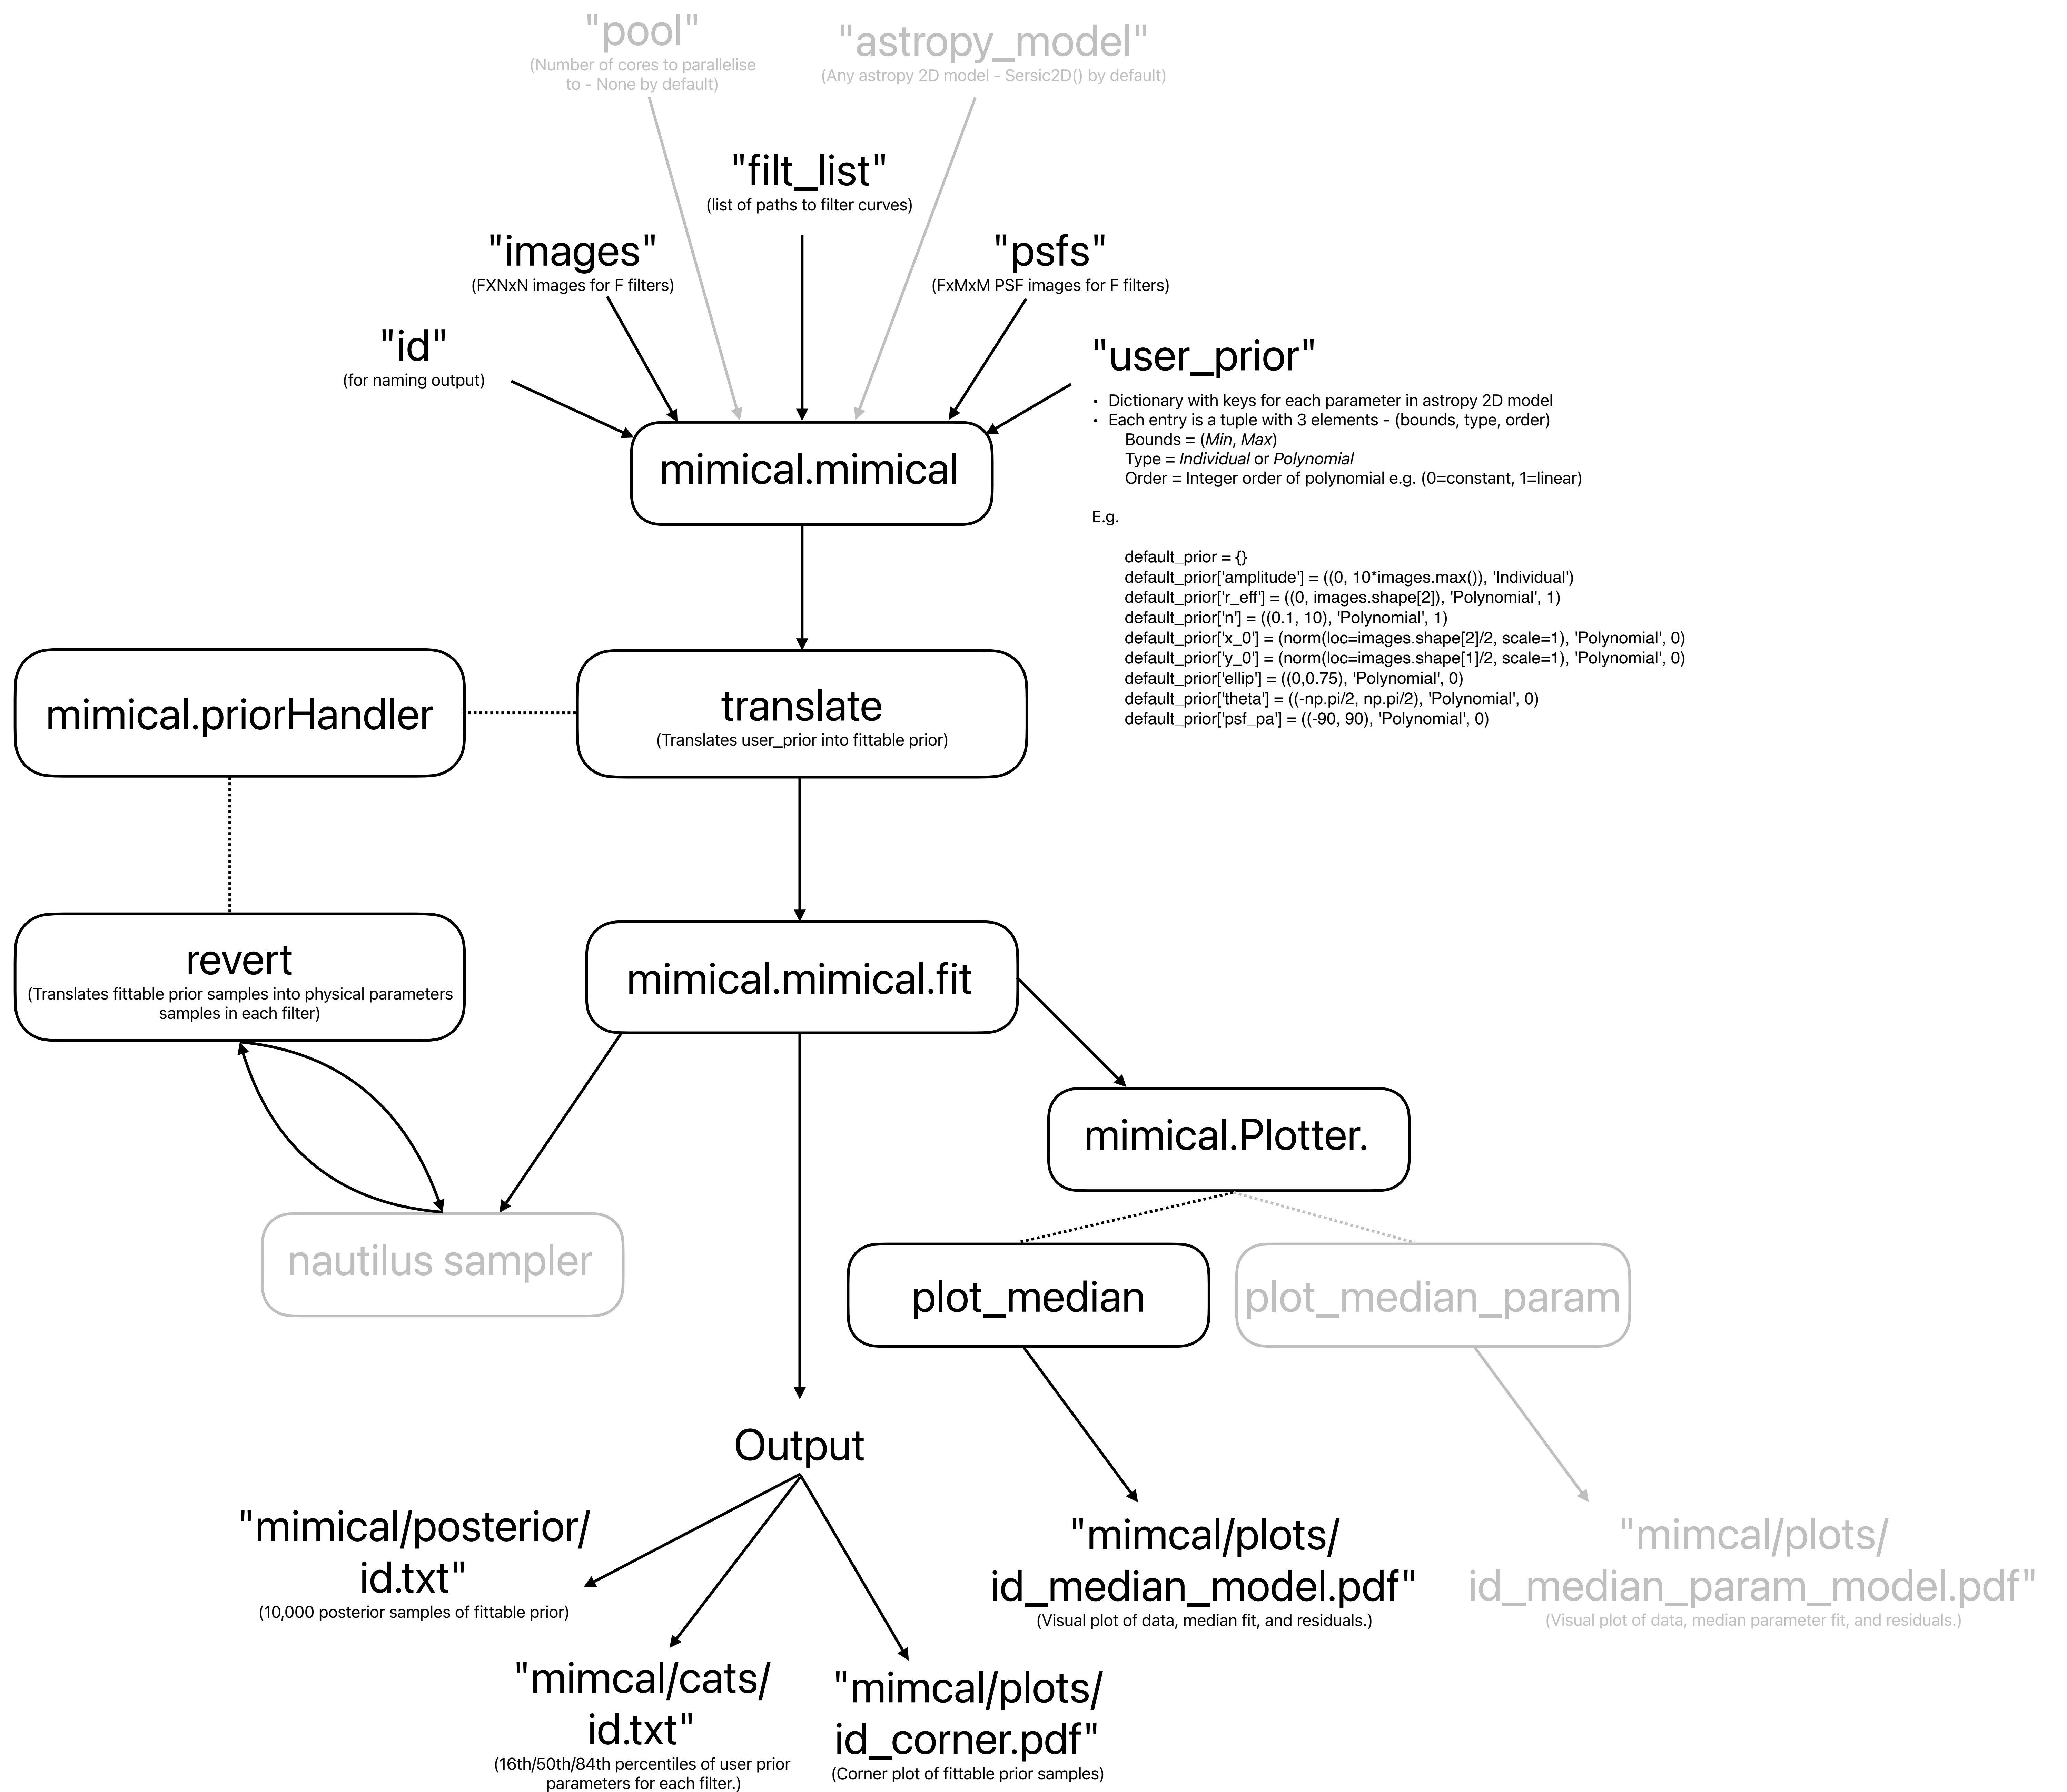 "pool"
(Number of cores to parallelise
to - None by default)
"astropy_model"
(Any astropy 2D model - Sersic2D() by default)
"filt_list"
(list of paths to filter curves)
"images"
(FXNxN images for F filters)
"psfs"
(FxMxM PSF images for F filters)
"id"
(for naming output)
"user_prior"
• Dictionary with keys for each parameter in astropy 2D model
• Each entry is a tuple with 3 elements - (bounds, type, order)
Bounds = (Min, Max)
Type = Individual or Polynomial
Order = Integer order of polynomial e.g. (0=constant, 1=linear)
E.g.
default_prior = {}
default_prior['amplitude'] = ((0, 10*images.max()), 'Individual')
default_prior['r_eff'] = ((0, images.shape[2]), 'Polynomial', 1)
default_prior['n'] = ((0.1, 10), 'Polynomial', 1)
default_prior['x_0'] = (norm(loc=images.shape[2]/2, scale=1), 'Polynomial', 0)
default_prior['y_0'] = (norm(loc=images.shape[1]/2, scale=1), 'Polynomial', 0)
default_prior['ellip'] = ((0,0.75), 'Polynomial', 0)
default_prior['theta'] = ((-np.pi/2, np.pi/2), 'Polynomial', 0)
default_prior['psf_pa'] = ((-90, 90), 'Polynomial', 0)
mimical.mimical
mimical.priorHandler
translate
(Translates user_prior into fittable prior)
revert
(Translates fittable prior samples into physical parameters
samples in each filter)
mimical.mimical.fit
mimical.Plotter.
nautilus sampler
plot_median
plot_median_param
Output
"mimical/posterior/
id.txt"
(10,000 posterior samples of fittable prior)
"mimcal/cats/
id.txt"
(16th/50th/84th percentiles of user prior
parameters for each filter.)
"mimcal/plots/
id_corner.pdf"
(Corner plot of fittable prior samples)
"mimcal/plots/
id_median_model.pdf"
(Visual plot of data, median fit, and residuals.)
"mimcal/plots/
id_median_param_model.pdf"
(Visual plot of data, median parameter fit, and residuals.)